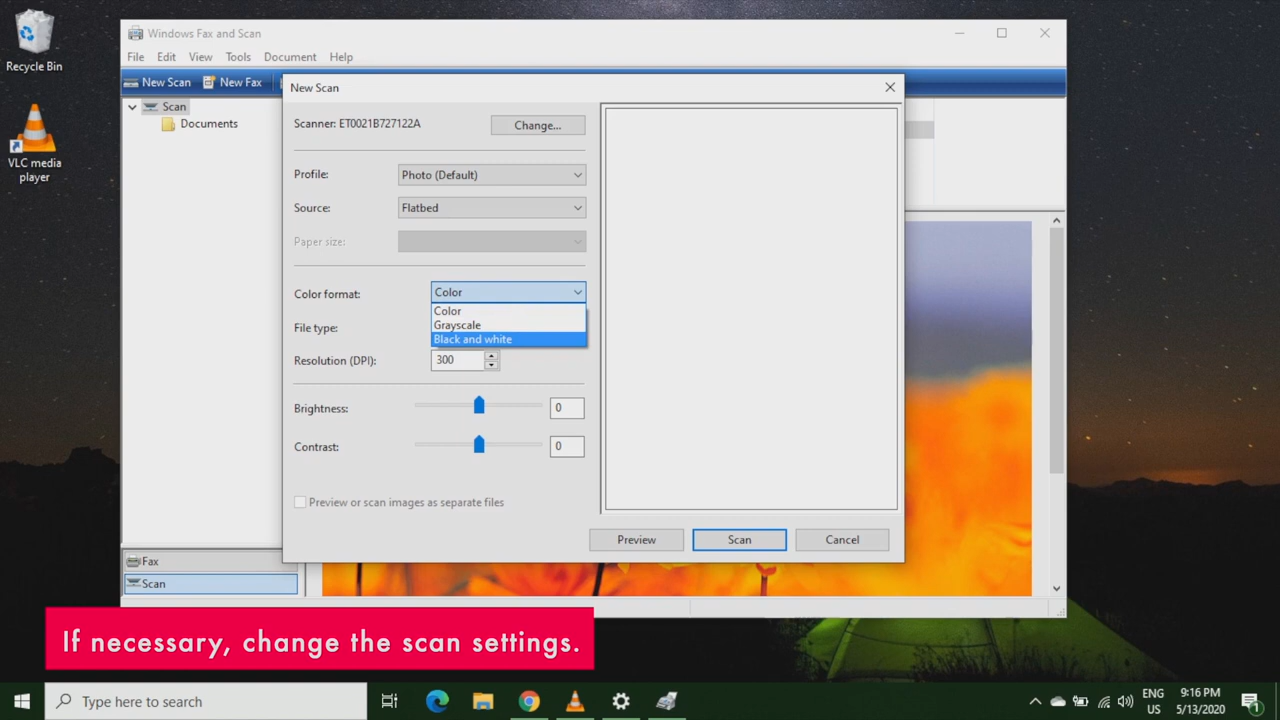 Recycle Bin
VLC media
player
Windows Fax and Scan
File Edit View Tools Document Help
New Scan New Fax
Scan
Documents
New Scan
Scanner: ET0021B727122A
Change...
Profile: Photo (Default)
Source: Flatbed
Paper size:
Color format: Color
Color
Grayscale
Black and white
File type:
Resolution (DPI): 300
Brightness: 0
Contrast: 0
Preview or scan images as separate files
Preview Scan Cancel
Fax
Scan
If necessary, change the scan settings.
Type here to search
ENG
US
9:16 PM
5/13/2020
1